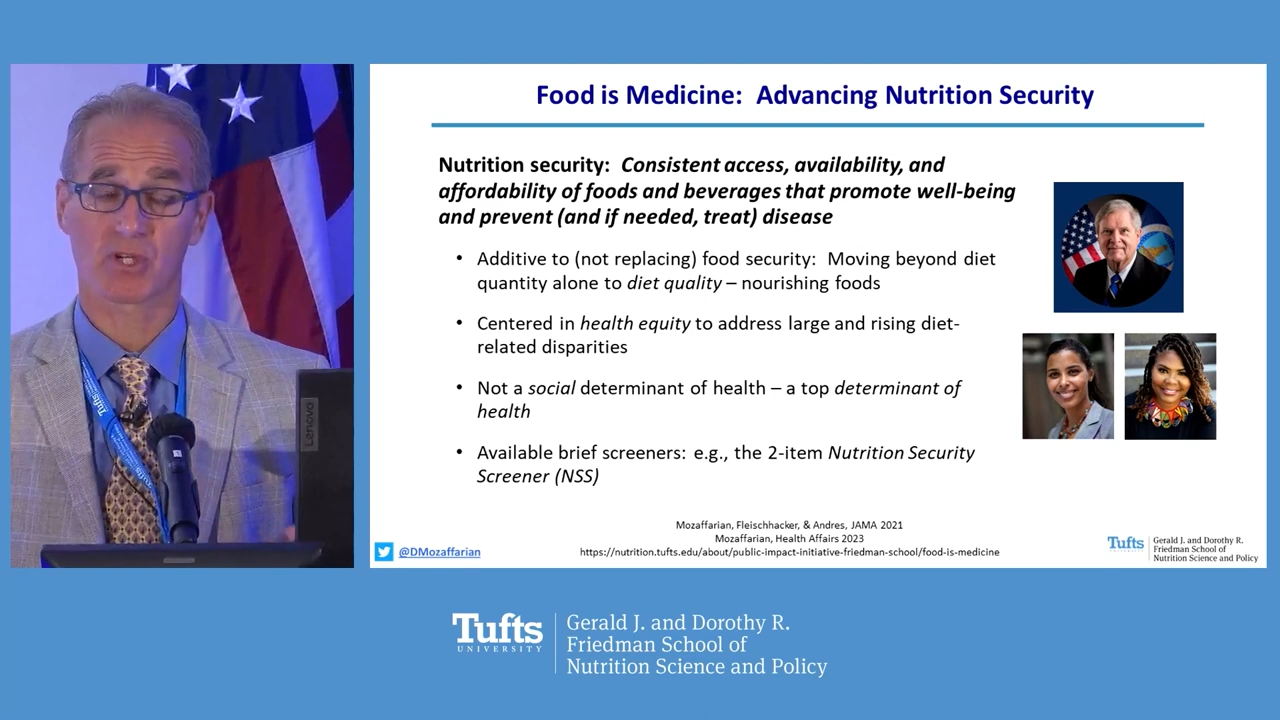 Food is Medicine:  Advancing Nutrition Security
Nutrition security:  Consistent access, availability, and
affordability of foods and beverages that promote well-being
and prevent (and if needed, treat) disease
• Additive to (not replacing) food security:  Moving beyond diet
quantity alone to diet quality – nourishing foods
• Centered in health equity to address large and rising diet-
related disparities
• Not a social determinant of health – a top determinant of
health
• Available brief screeners:  e.g., the 2-item Nutrition Security
Screener (NSS)
Mozaffarian, Fleischhacker, & Andres, JAMA 2021
Mozaffarian, Health Affairs 2023
https://nutrition.tufts.edu/about/public-impact-initiative-friedman-school/food-is-medicine
@DMozaffarian
Tufts
UNIVERSITY
Gerald J. and Dorothy R.
Friedman School of
Nutrition Science and Policy
Tufts
Lenovo
Tufts
UNIVERSITY
Gerald J. and Dorothy R.
Friedman School of
Nutrition Science and Policy